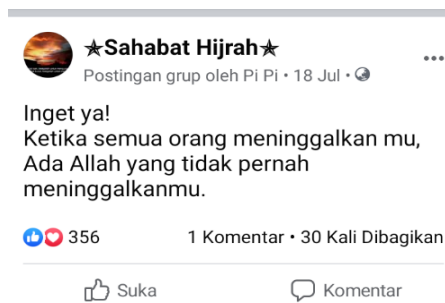 ✯Sahabat Hijrah✯
Postingan grup oleh Pi Pi • 18 Jul •
Inget ya!
Ketika semua orang meninggalkan mu,
Ada Allah yang tidak pernah
meninggalkanmu.
356 1 Komentar • 30 Kali Dibagikan
Suka Komentar